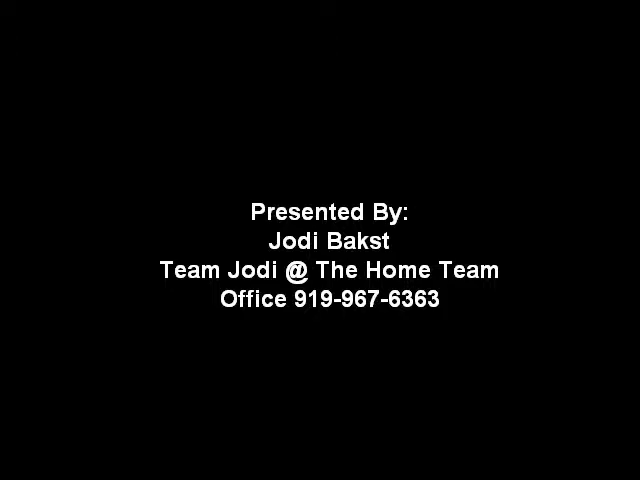 Presented By:
Jodi Bakst
Team Jodi @ The Home Team
Office 919-967-6363